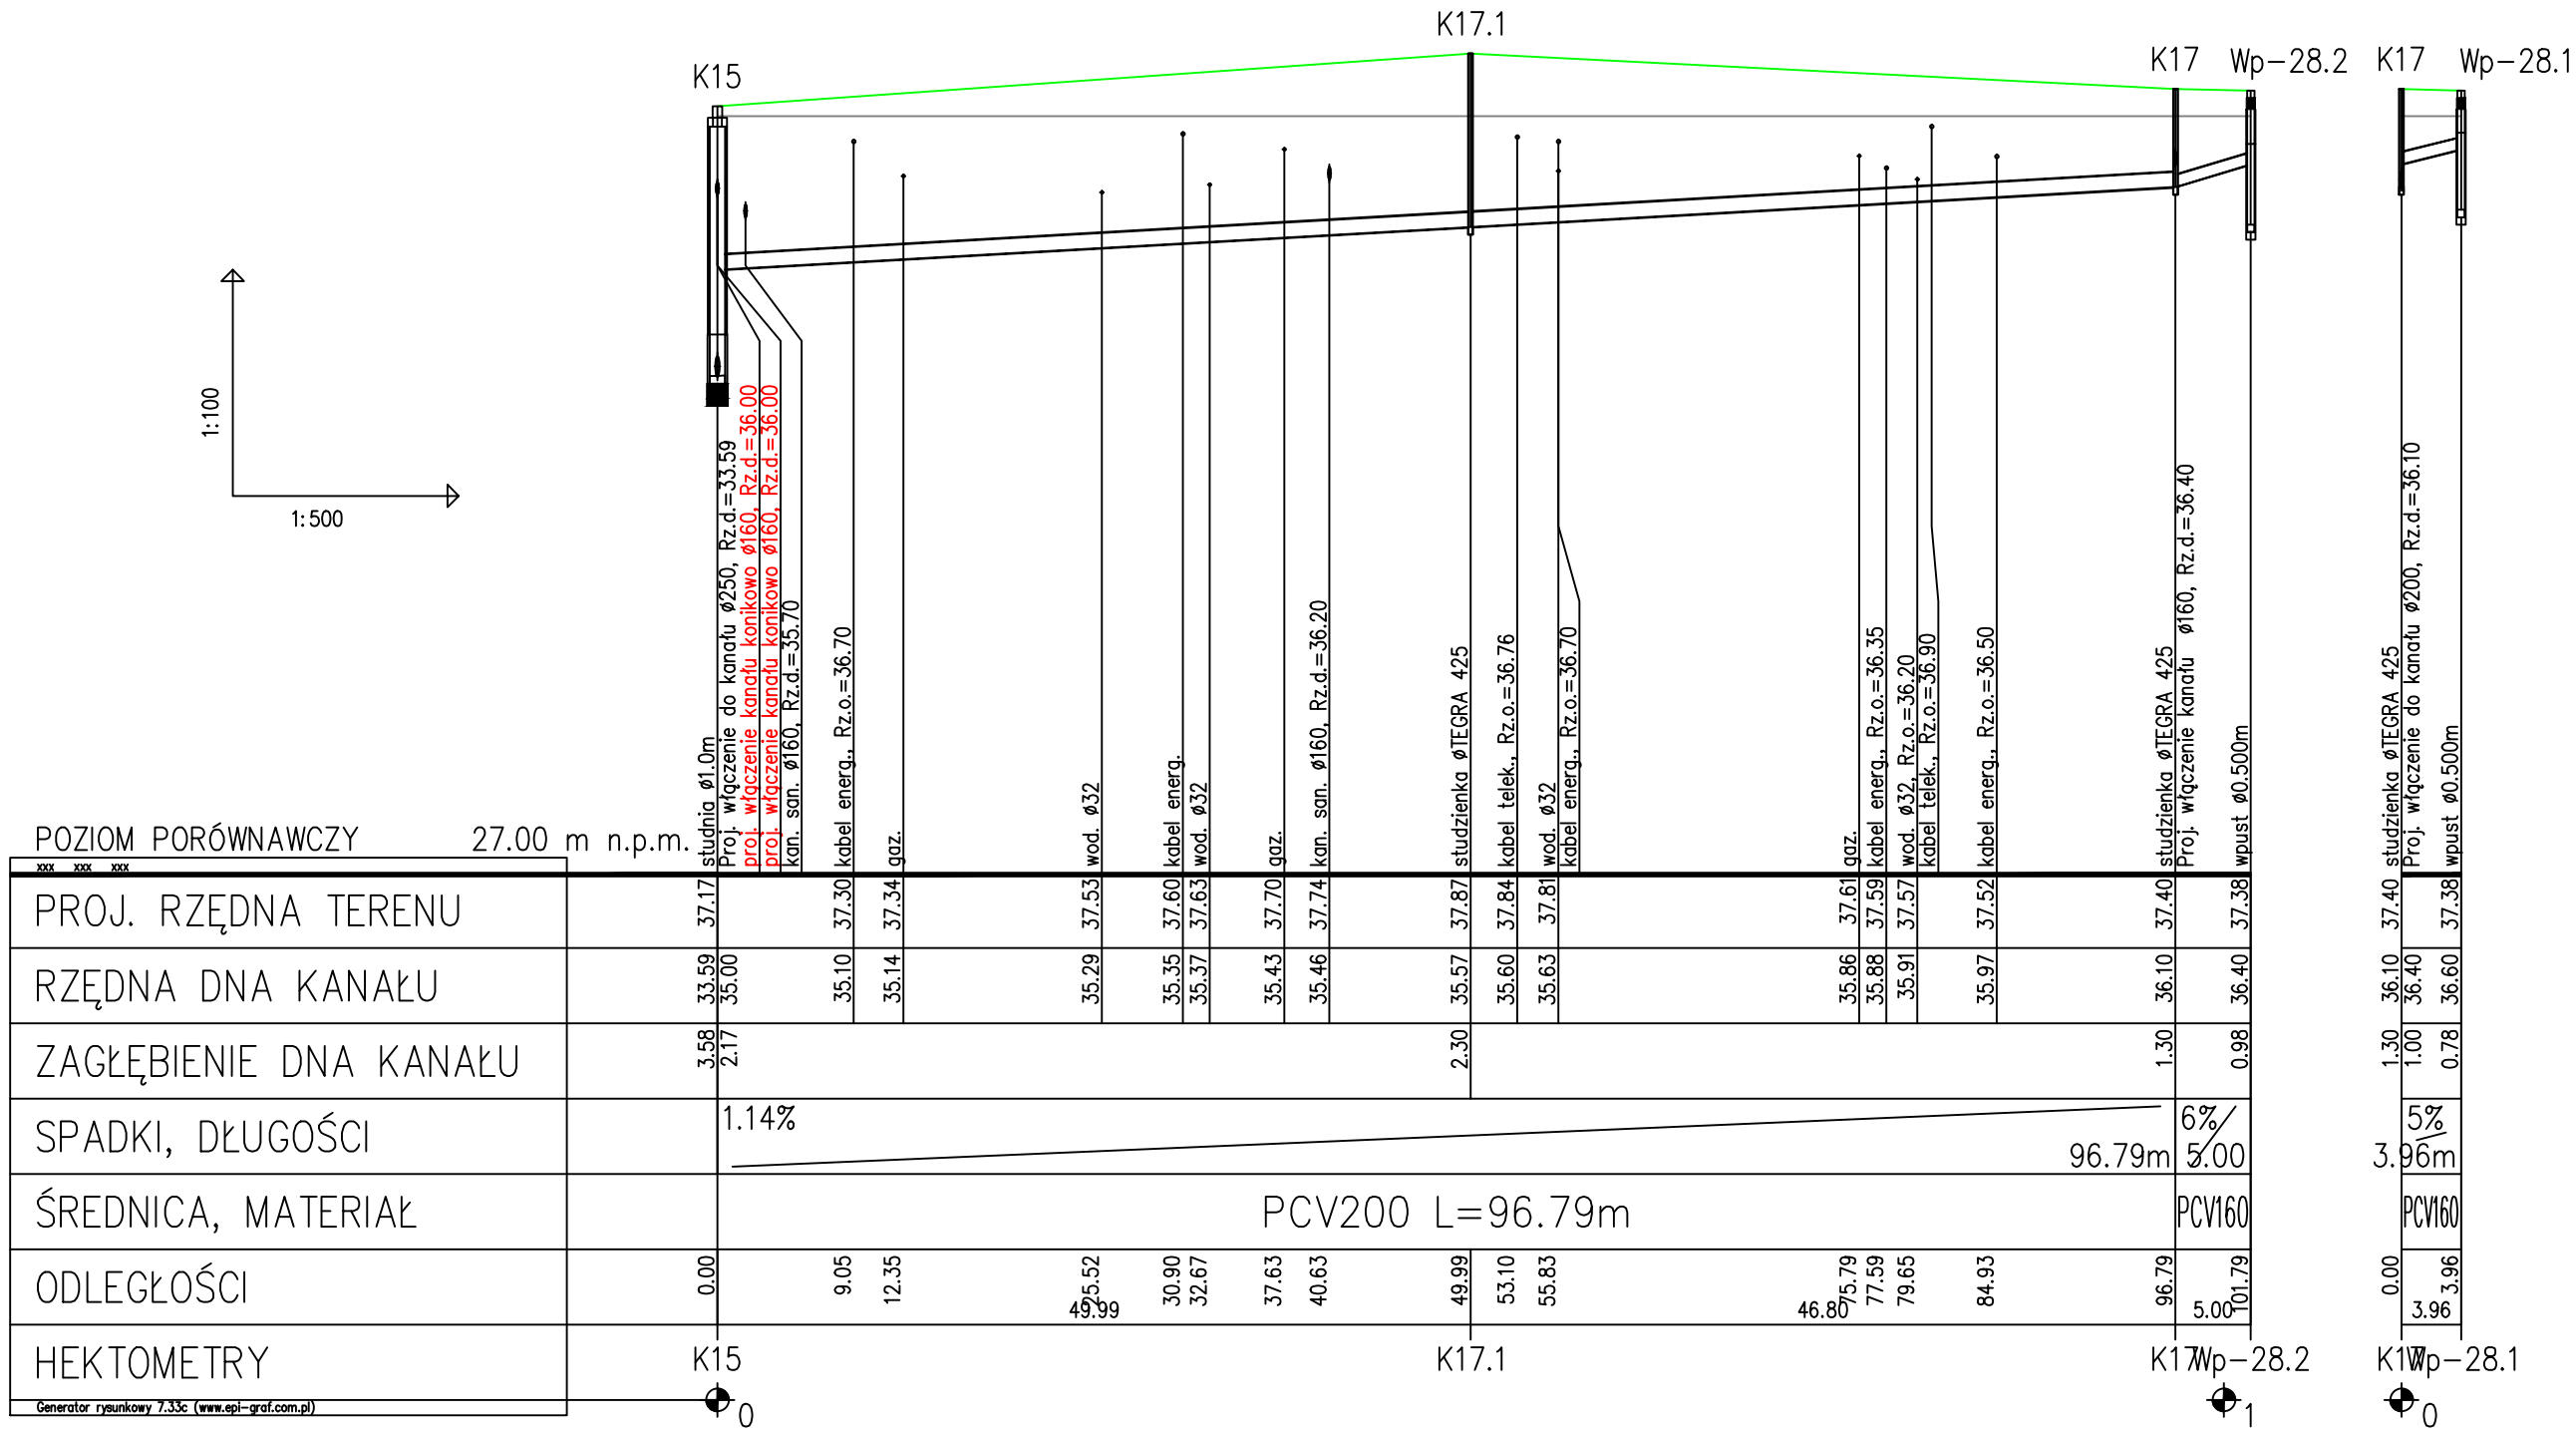 K17.1
K15
K17
Wp-28.2
K17
Wp-28.1
1:100
1:500
studnia ø1.0m
Proj. włączenie do kanału ø250, Rz.d.=33.59
proj. włączenie kanału konikowo ø160, Rz.d.=36.00
proj. włączenie kanału konikowo ø160, Rz.d.=36.00
kan. san. ø160, Rz.d.=35.70
kabel energ., Rz.o.=36.70
gaz.
wod. ø32
kabel energ.
wod. ø32
gaz.
kan. san. ø160, Rz.d.=36.20
studzienka øTEGRA 425
kabel telek., Rz.o.=36.76
wod. ø32
kabel energ., Rz.o.=36.70
gaz.
kabel energ., Rz.o.=36.35
wod. ø32, Rz.o.=36.20
kabel telek., Rz.o.=36.90
kabel energ., Rz.o.=36.50
studzienka øTEGRA 425
Proj. włączenie kanału ø160, Rz.d.=36.40
wpust ø0.500m
studzienka øTEGRA 425
Proj. włączenie do kanału ø200, Rz.d.=36.10
wpust ø0.500m
POZIOM PORÓWNAWCZY 27.00 m n.p.m.
xxx xxx xxx
PROJ. RZĘDNA TERENU 37.17 37.30 37.34 37.53 37.60 37.63 37.70 37.74 37.87 37.84 37.81 37.61 37.59 37.57 37.52 37.40 37.38 37.40 37.38
RZĘDNA DNA KANAŁU 33.59 35.00 35.10 35.14 35.29 35.35 35.37 35.43 35.46 35.57 35.60 35.63 35.86 35.88 35.91 35.97 36.10 36.40 36.10 36.40 36.60
ZAGŁĘBIENIE DNA KANAŁU 3.58 2.17 2.30 1.30 0.98 1.30 1.00 0.78
SPADKI, DŁUGOŚCI 1.14% 96.79m 6% 5.00 5% 3.96m
ŚREDNICA, MATERIAŁ PCV200 L=96.79m PCV160 PCV160
ODLEGŁOŚCI 0.00 9.05 12.35 25.52 30.90 32.67 37.63 40.63 49.99 53.10 55.83 75.79 77.59 79.65 84.93 96.79 101.79 0.00 3.96
49.99 46.80 5.00 3.96
HEKTOMETRY K15 K17.1 K17 Wp-28.2 K17 Wp-28.1
Generator rysunkowy 7.33c (www.epi-graf.com.pl)
0 1 0